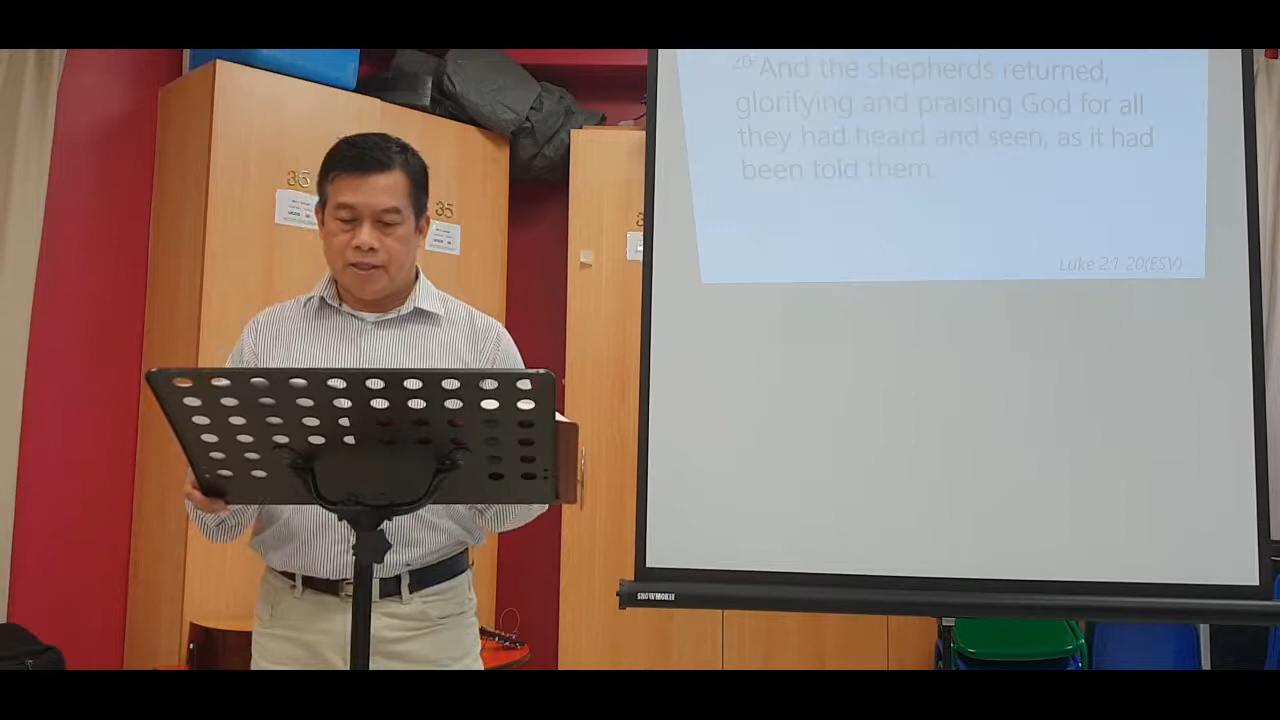 20 And the shepherds returned,
glorifying and praising God for all
they had heard and seen, as it had
been told them.
Luke 2:1-20(ESV)
36
35
SHOWMORE